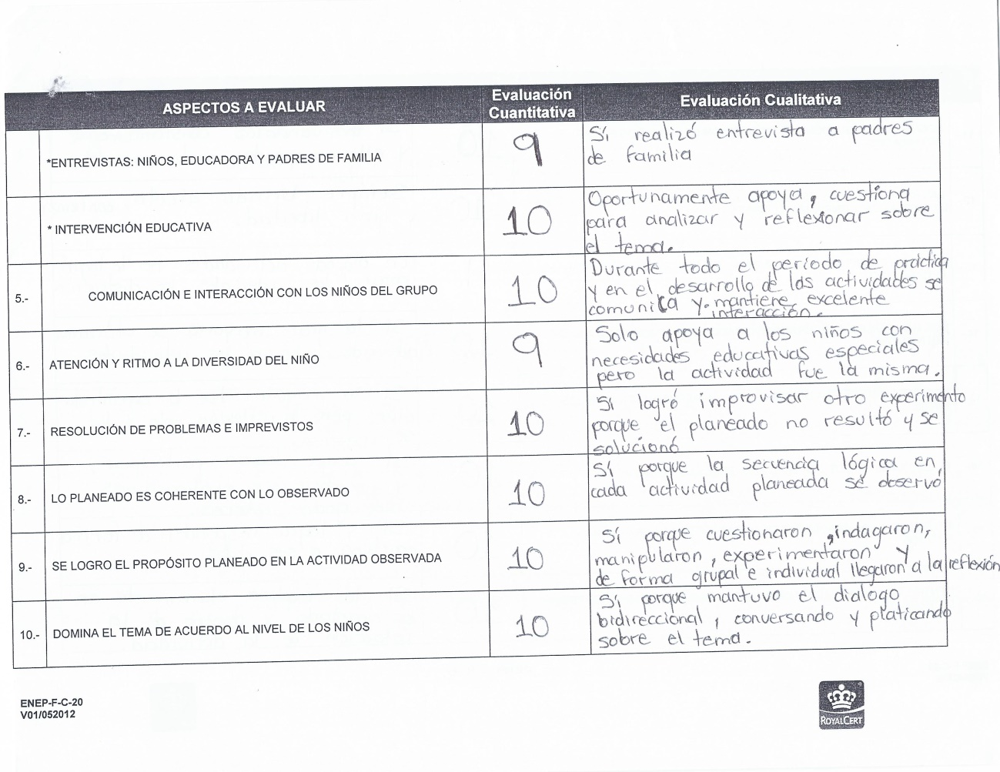 ASPECTOS A EVALUAR
Evaluación
Cuantitativa
Evaluación Cualitativa
*ENTREVISTAS: NIÑOS, EDUCADORA Y PADRES DE FAMILIA
9
Sí realizó entrevista a padres
de familia
* INTERVENCIÓN EDUCATIVA
10
Oportunamente apoya, cuestiona
para analizar y reflexionar sobre
el tema.
5.-
COMUNICACIÓN E INTERACCIÓN CON LOS NIÑOS DEL GRUPO
10
Durante todo el período de práctica
y en el desarrollo de las actividades se
comunica y mantiene excelente
interacción.
6.-
ATENCIÓN Y RITMO A LA DIVERSIDAD DEL NIÑO
9
Solo apoya a los niños con
necesidades educativas especiales
pero la actividad fue la misma.
7.-
RESOLUCIÓN DE PROBLEMAS E IMPREVISTOS
10
Sí logró improvisar otro experimento
porque el planeado no resultó y se
solucionó
8.-
LO PLANEADO ES COHERENTE CON LO OBSERVADO
10
Sí porque la secuencia lógica en
cada actividad planeada se observó
9.-
SE LOGRO EL PROPÓSITO PLANEADO EN LA ACTIVIDAD OBSERVADA
10
Sí porque cuestionaron, indagaron,
manipularon, experimentaron y
de forma grupal e individual llegaron a la reflexión
10.-
DOMINA EL TEMA DE ACUERDO AL NIVEL DE LOS NIÑOS
10
Sí porque mantuvo el dialogo
bidireccional, conversando y platicando
sobre el tema.
ENEP-F-C-20
V01/052012
ROYALCERT